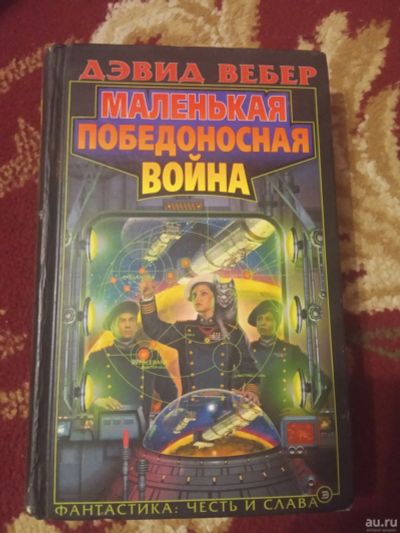 ДЭВИД ВЕБЕР
МАЛЕНЬКАЯ
ПОБЕДОНОСНАЯ
ВОЙНА
ФАНТАСТИКА: ЧЕСТЬ И СЛАВА
Э
au.ru